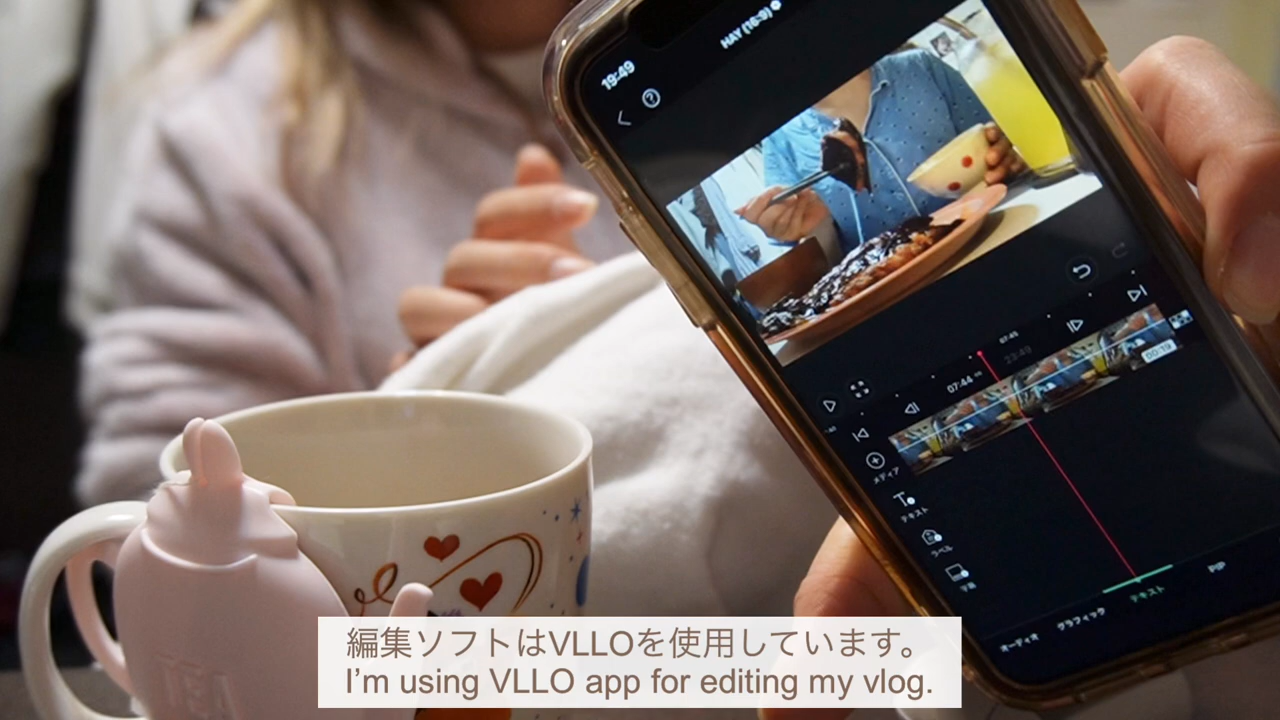 19:49
HAY (16:9)
07:45
23:49
07:44
00:19
メディア
テキスト
ラベル
字幕
オーディオ
グラフィック
テキスト
PIP
TEA
編集ソフトはVLLOを使用しています。
I'm using VLLO app for editing my vlog.